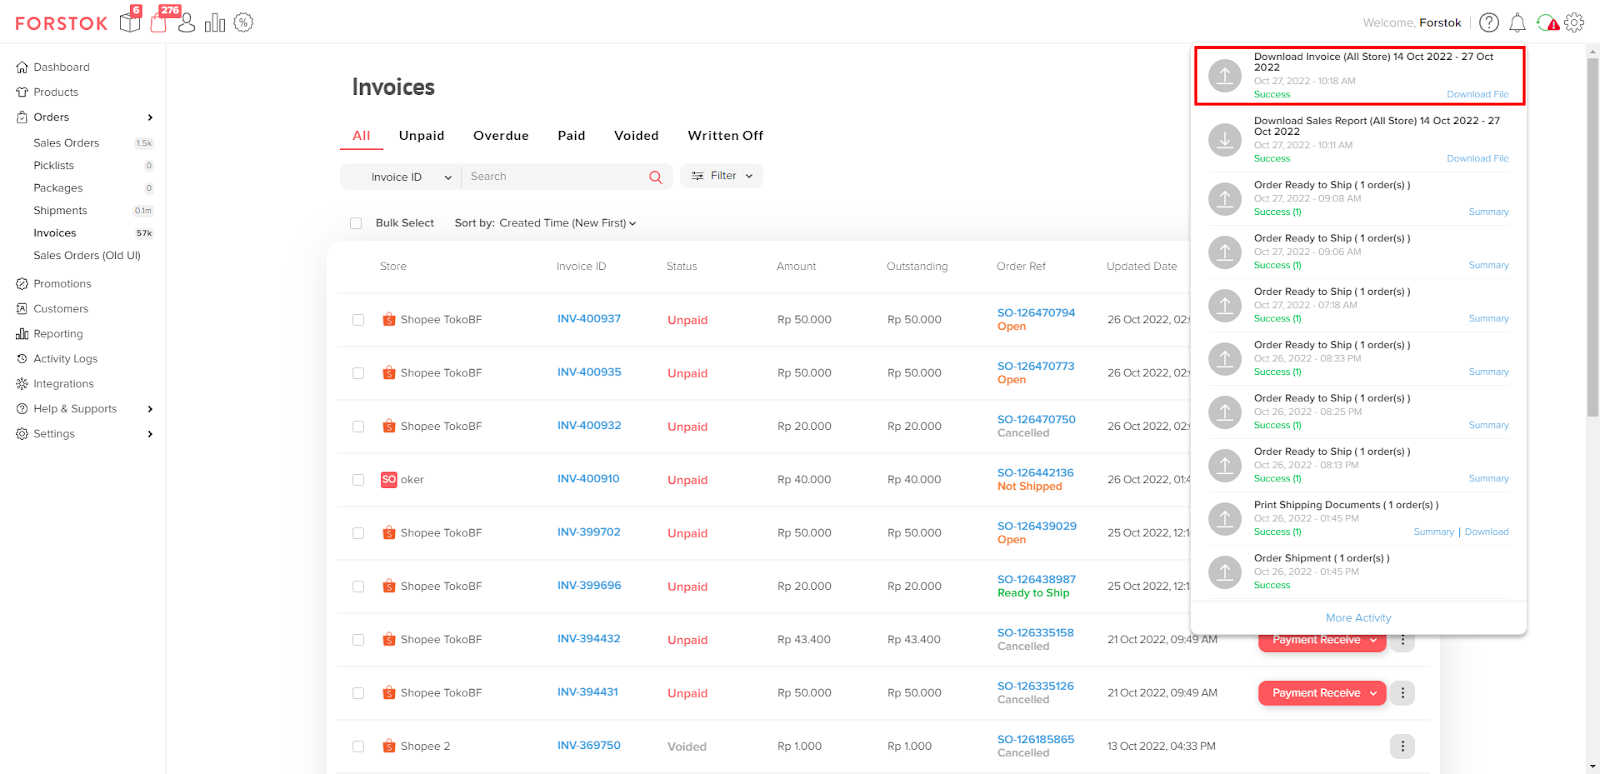 FORSTOK
6
276
Welcome, Forstok
Dashboard
Products
Orders
Sales Orders 1.5k
Picklists 0
Packages 0
Shipments 0.1m
Invoices 57k
Sales Orders (Old UI)
Promotions
Customers
Reporting
Activity Logs
Integrations
Help & Supports
Settings
Invoices
All Unpaid Overdue Paid Voided Written Off
Invoice ID Search Filter
Bulk Select Sort by: Created Time (New First)
Store Invoice ID Status Amount Outstanding Order Ref Updated Date
Shopee TokoBF INV-400937 Unpaid Rp 50.000 Rp 50.000 SO-126470794 26 Oct 2022, 02:
Open
Shopee TokoBF INV-400935 Unpaid Rp 50.000 Rp 50.000 SO-126470773 26 Oct 2022, 02:
Open
Shopee TokoBF INV-400932 Unpaid Rp 20.000 Rp 20.000 SO-126470750 26 Oct 2022, 02:
Cancelled
SO oker INV-400910 Unpaid Rp 40.000 Rp 40.000 SO-126442136 26 Oct 2022, 01:4
Not Shipped
Shopee TokoBF INV-399702 Unpaid Rp 50.000 Rp 50.000 SO-126439029 25 Oct 2022, 12:1
Open
Shopee TokoBF INV-399696 Unpaid Rp 20.000 Rp 20.000 SO-126438987 25 Oct 2022, 12:1
Ready to Ship
Shopee TokoBF INV-394432 Unpaid Rp 43.400 Rp 43.400 SO-126335158 21 Oct 2022, 09:49 AM Payment Receive
Cancelled
Shopee TokoBF INV-394431 Unpaid Rp 50.000 Rp 50.000 SO-126335126 21 Oct 2022, 09:49 AM Payment Receive
Cancelled
Shopee 2 INV-369750 Voided Rp 1.000 Rp 1.000 SO-126185865 13 Oct 2022, 04:33 PM
Cancelled
Download Invoice (All Store) 14 Oct 2022 - 27 Oct
2022
Oct 27, 2022 - 10:18 AM
Success Download File
Download Sales Report (All Store) 14 Oct 2022 - 27
Oct 2022
Oct 27, 2022 - 10:11 AM
Success Download File
Order Ready to Ship ( 1 order(s) )
Oct 27, 2022 - 09:08 AM
Success (1) Summary
Order Ready to Ship ( 1 order(s) )
Oct 27, 2022 - 09:06 AM
Success (1) Summary
Order Ready to Ship ( 1 order(s) )
Oct 27, 2022 - 07:18 AM
Success (1) Summary
Order Ready to Ship ( 1 order(s) )
Oct 26, 2022 - 08:33 PM
Success (1) Summary
Order Ready to Ship ( 1 order(s) )
Oct 26, 2022 - 08:25 PM
Success (1) Summary
Order Ready to Ship ( 1 order(s) )
Oct 26, 2022 - 08:13 PM
Success (1) Summary
Print Shipping Documents ( 1 order(s) )
Oct 26, 2022 - 01:45 PM
Success (1) Summary | Download
Order Shipment ( 1 order(s) )
Oct 26, 2022 - 01:45 PM
Success
More Activity